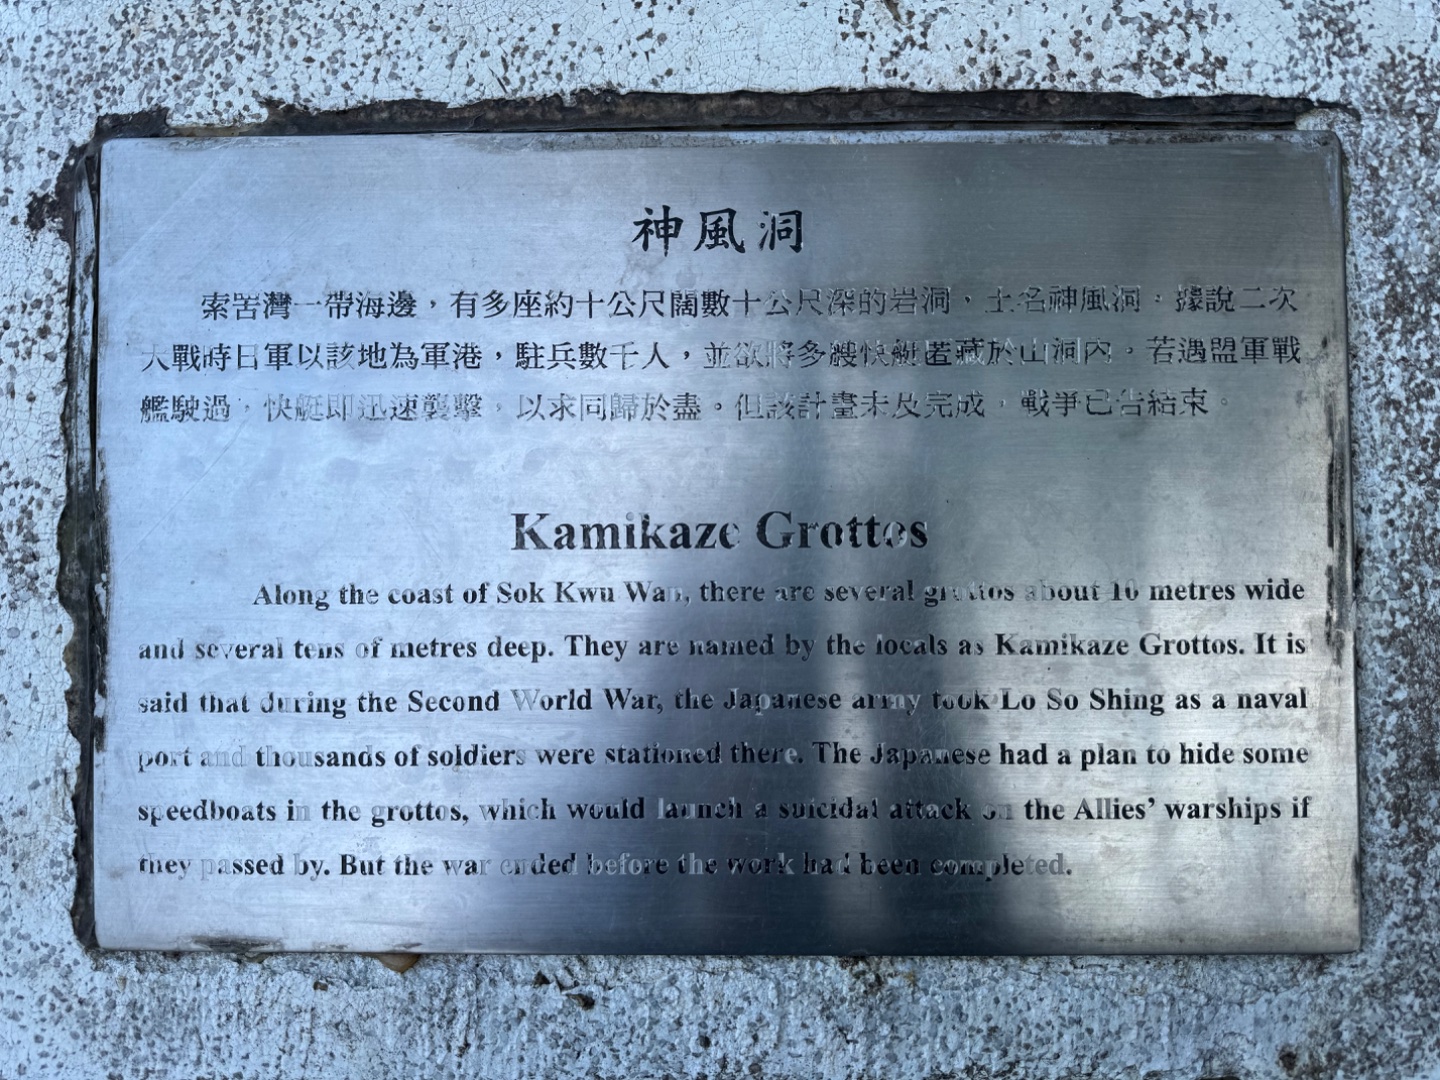 神風洞
索罟灣一帶海邊，有多座約十公尺闊數十公尺深的岩洞，土名神風洞。據說二次
大戰時日軍以該地為軍港，駐兵數千人，並欲將多艘快艇匿藏於山洞內。若遇盟軍戰
艦駛過，快艇即迅速襲擊，以求同歸於盡。但該計畫未及完成，戰爭已告結束。
Kamikaze Grottos
Along the coast of Sok Kwu Wan, there are several grottos about 10 metres wide
and several tens of metres deep. They are named by the locals as Kamikaze Grottos. It is
said that during the Second World War, the Japanese army took Lo So Shing as a naval
port and thousands of soldiers were stationed there. The Japanese had a plan to hide some
speedboats in the grottos, which would launch a suicidal attack on the Allies’ warships if
they passed by. But the war ended before the work had been completed.